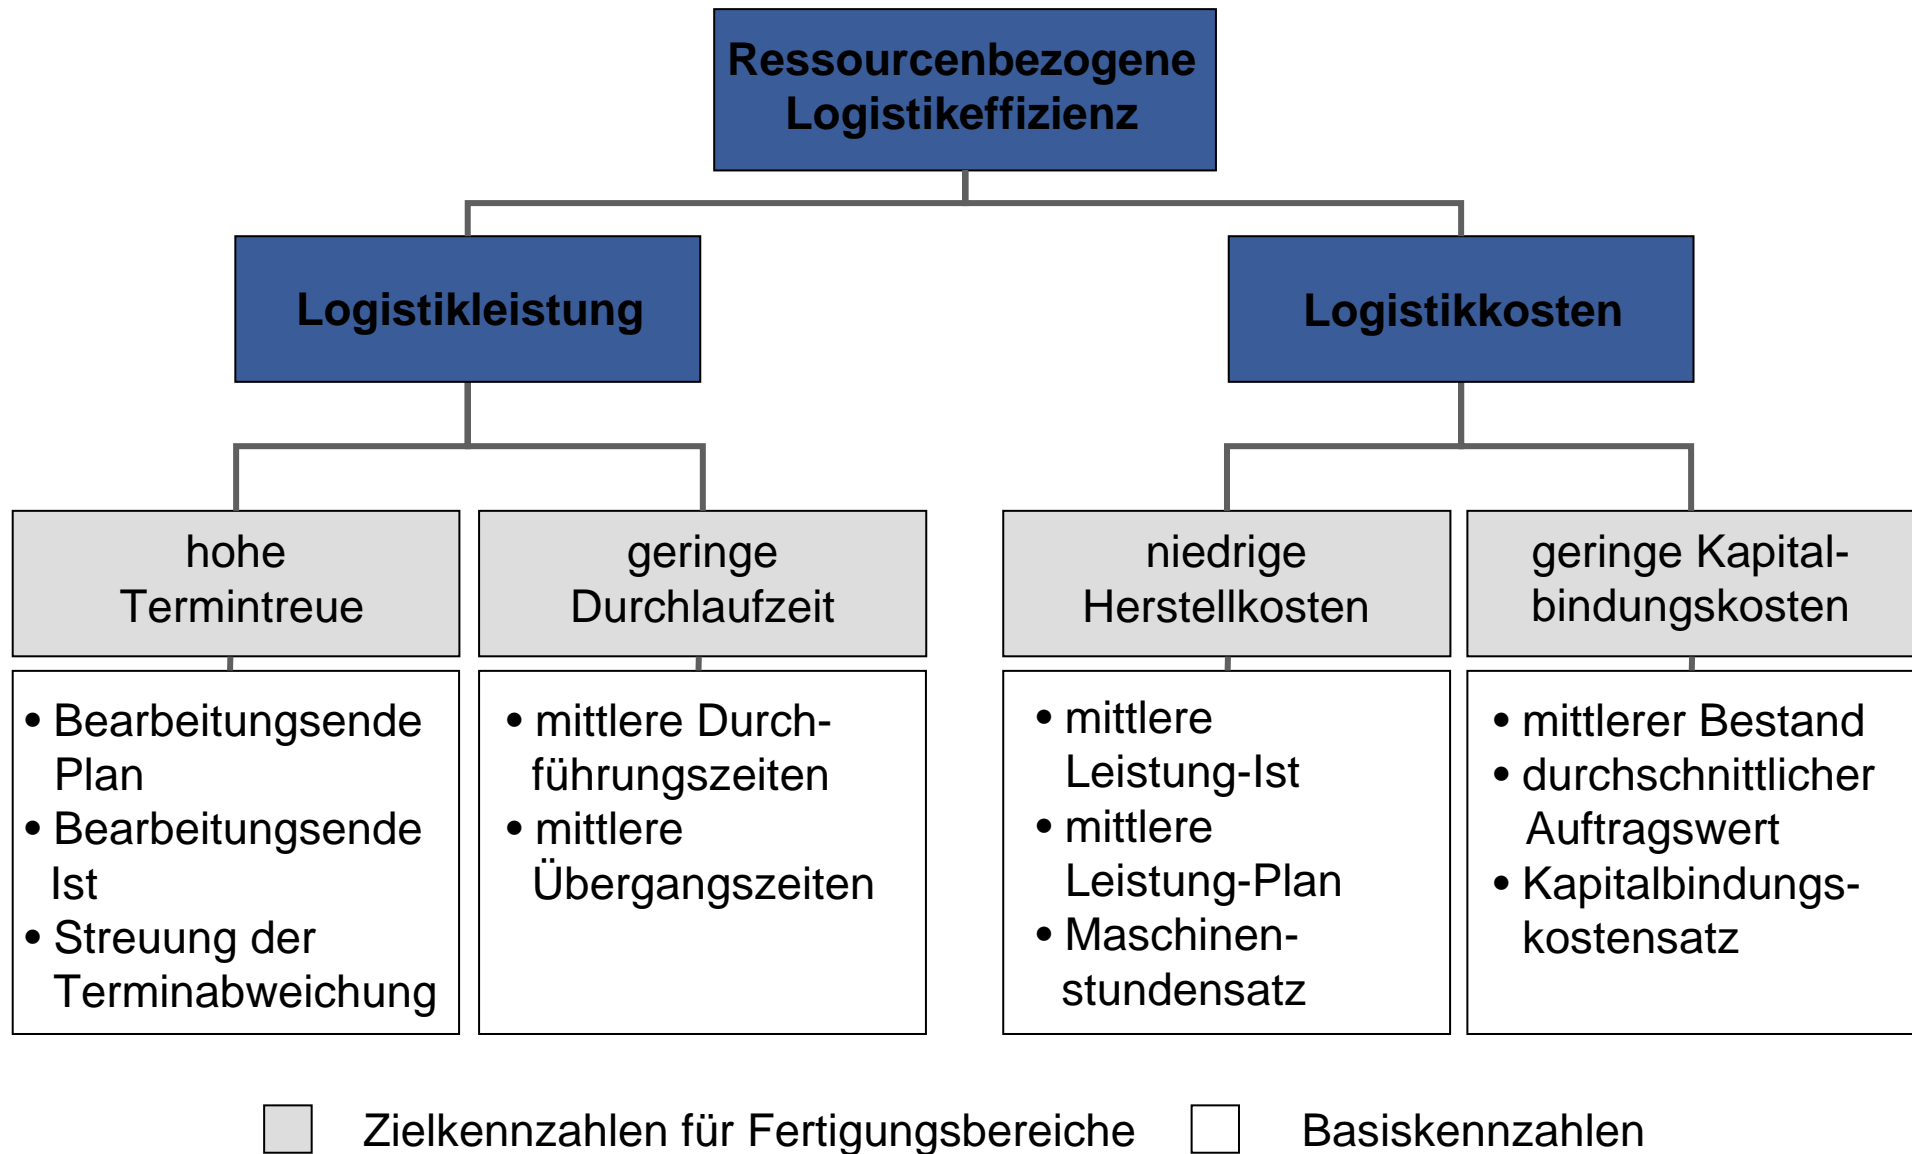 Ressourcenbezogene
Logistikeffizienz
Logistikleistung
Logistikkosten
hohe
Termintreue
geringe
Durchlaufzeit
niedrige
Herstellkosten
geringe Kapital-
bindungskosten
• Bearbeitungsende
Plan
• Bearbeitungsende
Ist
• Streuung der
Terminabweichung
• mittlere Durch-
führungszeiten
• mittlere
Übergangszeiten
• mittlere
Leistung-Ist
• mittlere
Leistung-Plan
• Maschinen-
stundensatz
• mittlerer Bestand
• durchschnittlicher
Auftragswert
• Kapitalbindungs-
kostensatz
Zielkennzahlen für Fertigungsbereiche
Basiskennzahlen